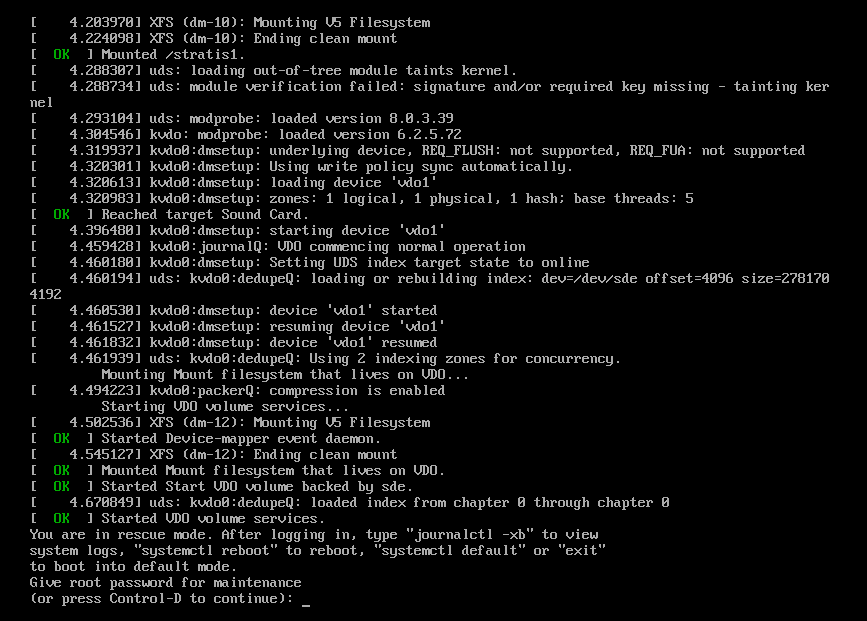 [    4.203970] XFS (dm-10): Mounting V5 Filesystem
[    4.224098] XFS (dm-10): Ending clean mount
[  OK  ] Mounted /stratis1.
[    4.288307] uds: loading out-of-tree module taints kernel.
[    4.288734] uds: module verification failed: signature and/or required key missing - tainting ker
nel
[    4.293104] uds: modprobe: loaded version 8.0.3.39
[    4.304546] kvdo: modprobe: loaded version 6.2.5.72
[    4.319937] kvdo0:dmsetup: underlying device, REQ_FLUSH: not supported, REQ_FUA: not supported
[    4.320301] kvdo0:dmsetup: Using write policy sync automatically.
[    4.320613] kvdo0:dmsetup: loading device 'vdo1'
[    4.320983] kvdo0:dmsetup: zones: 1 logical, 1 physical, 1 hash; base threads: 5
[  OK  ] Reached target Sound Card.
[    4.396480] kvdo0:dmsetup: starting device 'vdo1'
[    4.459428] kvdo0:journalQ: VDO commencing normal operation
[    4.460180] kvdo0:dmsetup: Setting UDS index target state to online
[    4.460194] uds: kvdo0:dedupeQ: loading or rebuilding index: dev=/dev/sde offset=4096 size=278170
4192
[    4.460530] kvdo0:dmsetup: device 'vdo1' started
[    4.461527] kvdo0:dmsetup: resuming device 'vdo1'
[    4.461832] kvdo0:dmsetup: device 'vdo1' resumed
[    4.461939] uds: kvdo0:dedupeQ: Using 2 indexing zones for concurrency.
         Mounting Mount filesystem that lives on VDO...
[    4.494223] kvdo0:packerQ: compression is enabled
         Starting VDO volume services...
[    4.502536] XFS (dm-12): Mounting V5 Filesystem
[  OK  ] Started Device-mapper event daemon.
[    4.545127] XFS (dm-12): Ending clean mount
[  OK  ] Mounted Mount filesystem that lives on VDO.
[  OK  ] Started Start VDO volume backed by sde.
[    4.670849] uds: kvdo0:dedupeQ: loaded index from chapter 0 through chapter 0
[  OK  ] Started VDO volume services.
You are in rescue mode. After logging in, type "journalctl -xb" to view
system logs, "systemctl reboot" to reboot, "systemctl default" or "exit"
to boot into default mode.
Give root password for maintenance
(or press Control-D to continue): _